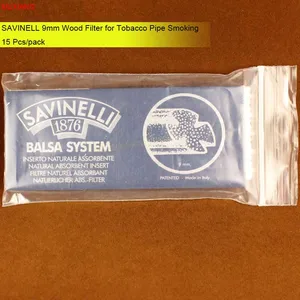 SAVINELL 9mm Wood Filter for Tobacco Pipe Smoking
15 Pcs/pack
SAVINELLI
1876
BALSA SYSTEM
INSERTO NATURALE ASSORBENTE
NATURAL ABSORBENT INSERT
FILTRE NATUREL ABSORBANT
NATÜRLICHER ABS.-FILTER
9 mm
PATENTED - Made in Italy